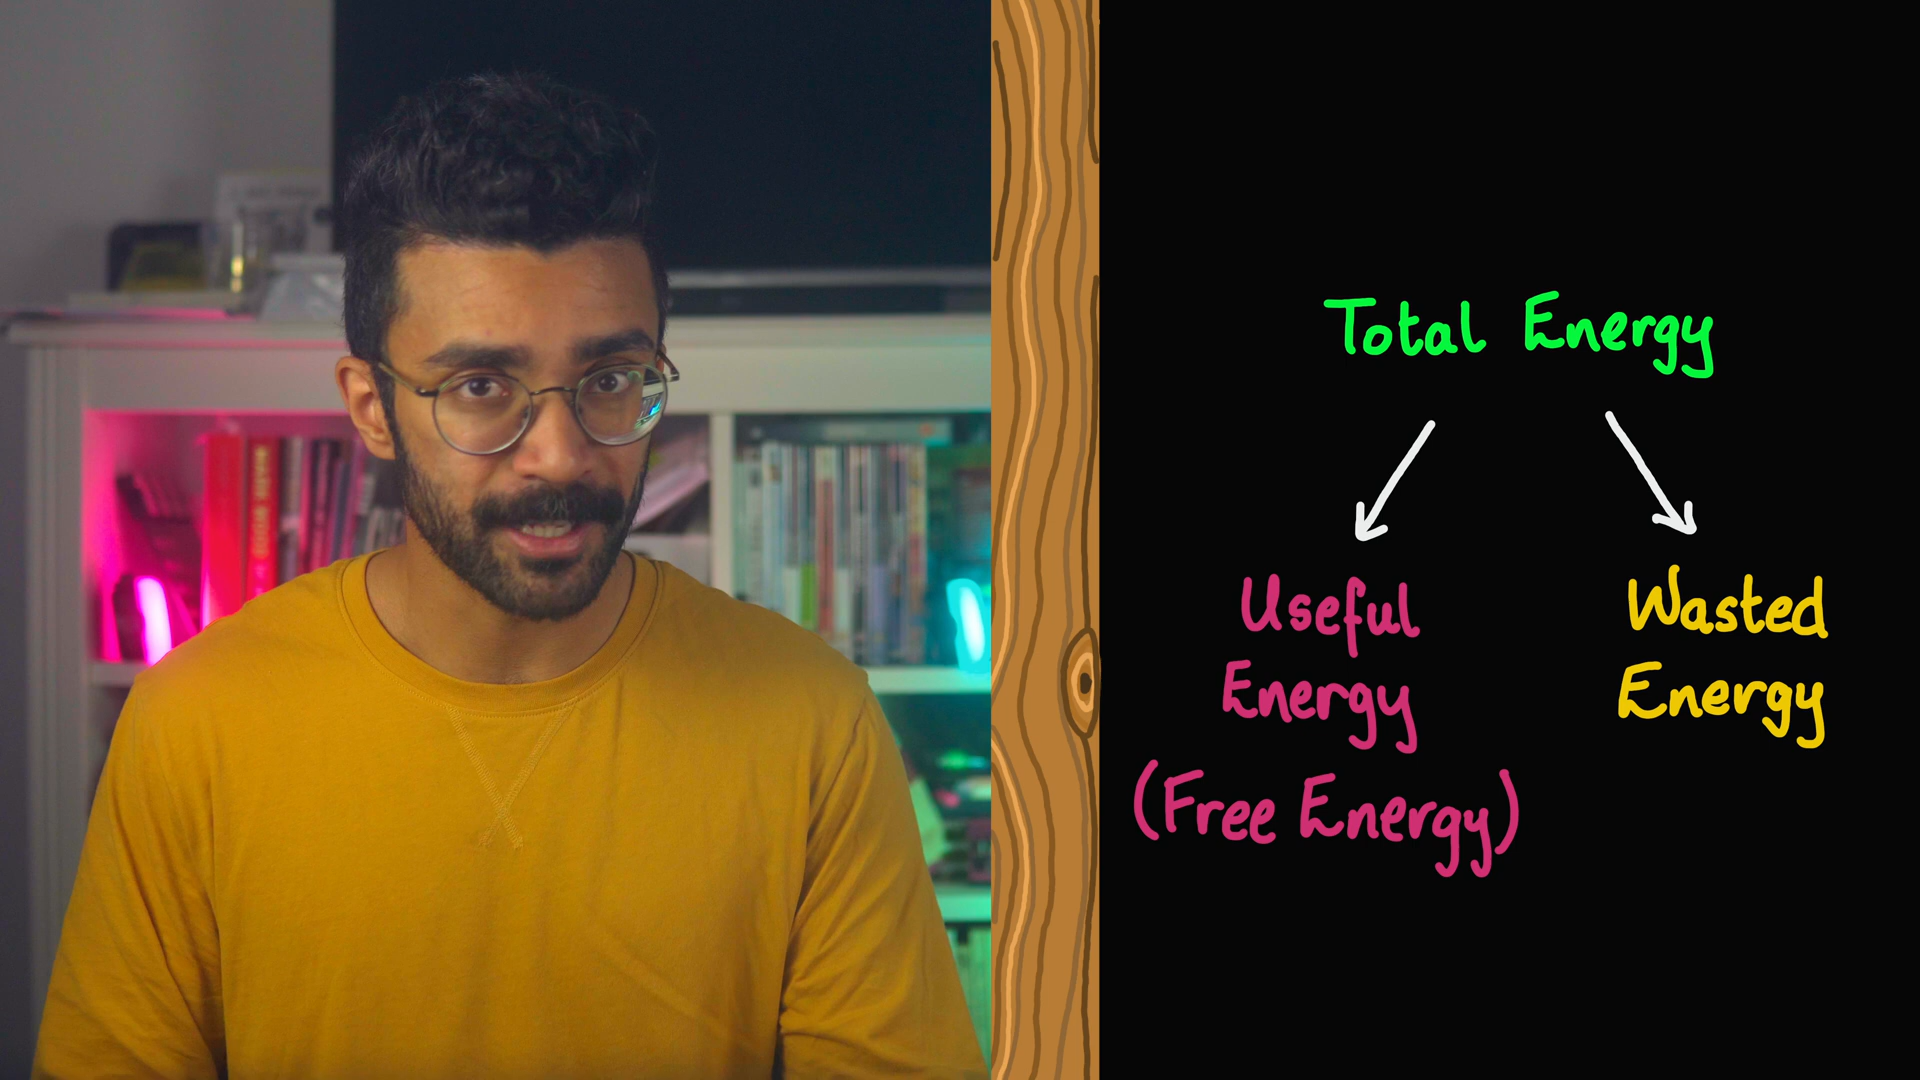 Total Energy
Useful
Energy
(Free Energy)
Wasted
Energy